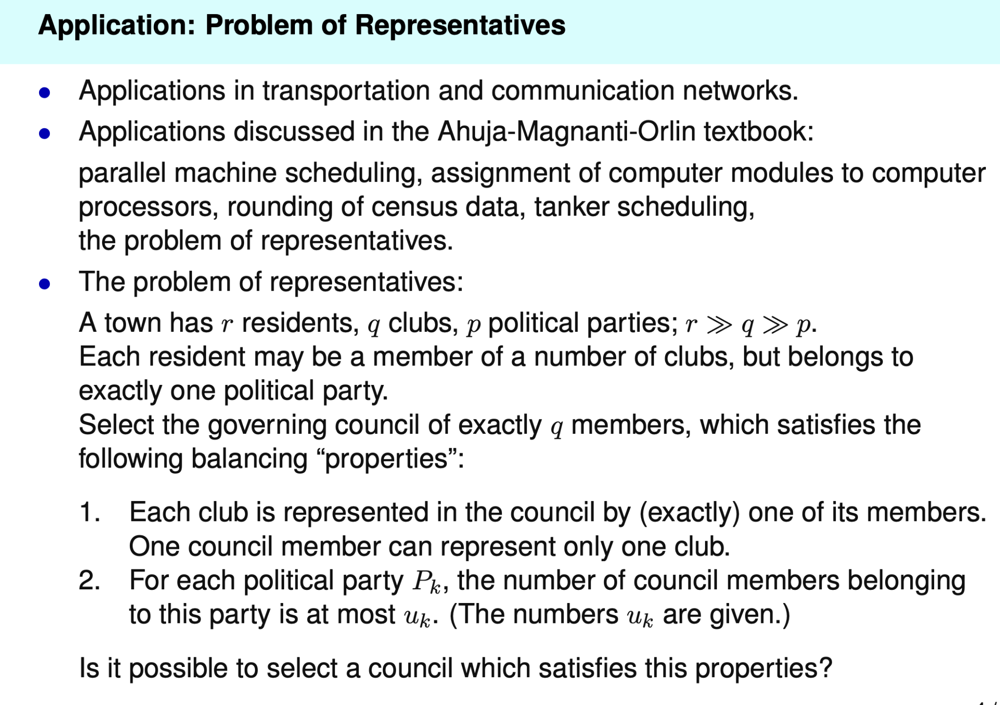 Application: Problem of Representatives
• Applications in transportation and communication networks.
• Applications discussed in the Ahuja-Magnanti-Orlin textbook:
parallel machine scheduling, assignment of computer modules to computer
processors, rounding of census data, tanker scheduling,
the problem of representatives.
• The problem of representatives:
A town has r residents, q clubs, p political parties; r ≫ q ≫ p.
Each resident may be a member of a number of clubs, but belongs to
exactly one political party.
Select the governing council of exactly q members, which satisfies the
following balancing “properties”:
1. Each club is represented in the council by (exactly) one of its members.
One council member can represent only one club.
2. For each political party Pₖ, the number of council members belonging
to this party is at most uₖ. (The numbers uₖ are given.)
Is it possible to select a council which satisfies this properties?